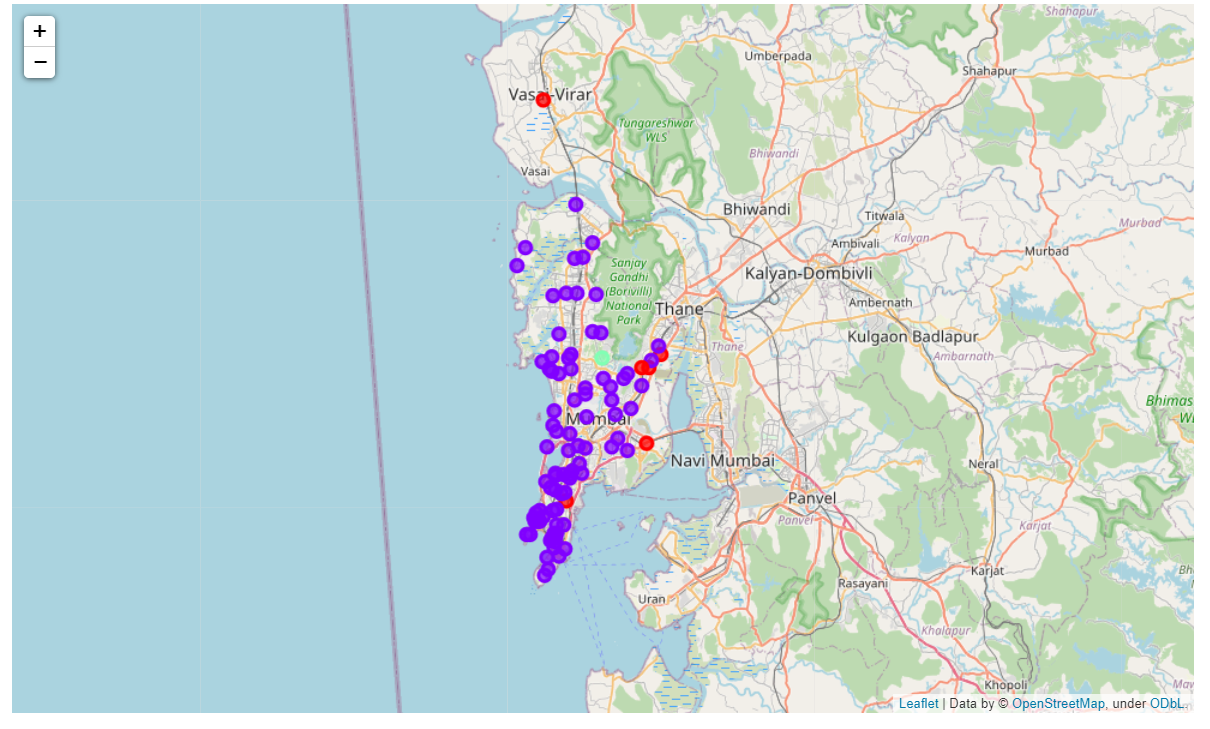 +
−
Shahapur
Umberpada
Shahapur
Vasai-Virar
Tungareshwar
WLS
Bhiwandi
Vasai
Bhiwandi
Titwala
Murbad
Kalyan
Ambivali
Murbad
Sanjay
Gandhi
(Borivilli)
National
Park
Kalyan-Dombivli
Ambernath
Thane
Kulgaon Badlapur
Thane
Ambarnath
Bhimas
Mumbai
Navi Mumbai
Neral
Panvel
Panvel
Karjat
Karjat
Rasayani
Uran
Khalapur
Khopoli
Leaflet | Data by © OpenStreetMap, under ODbL.